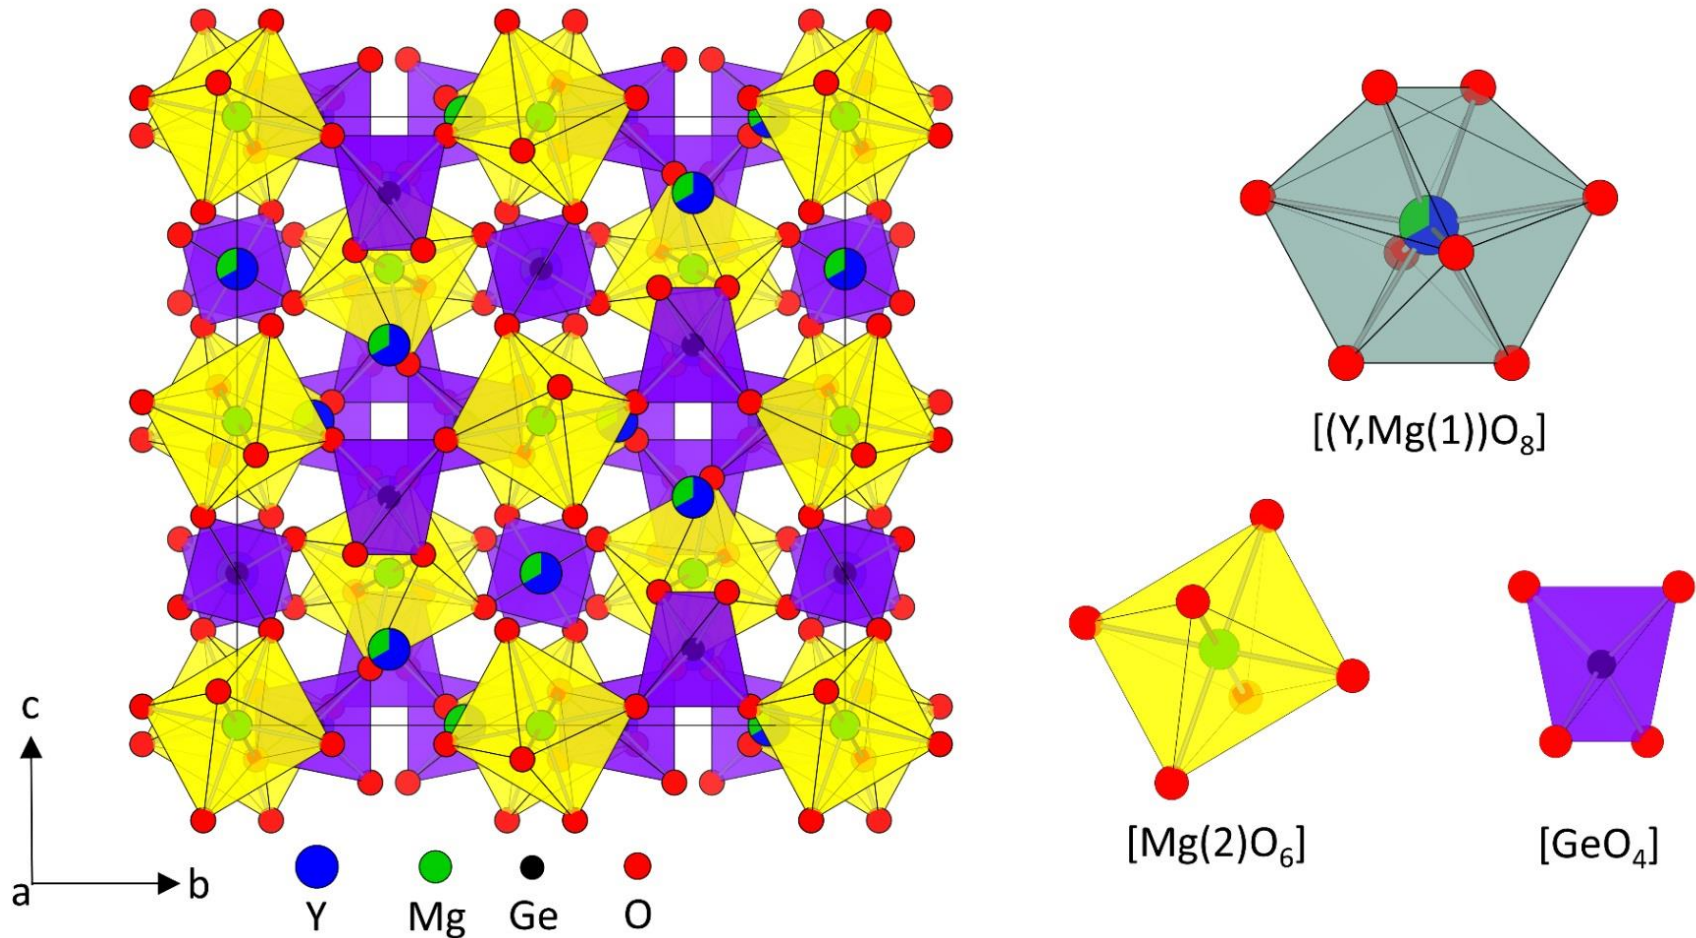 [(Y,Mg(1))O₈]
c
a
b
Y
Mg
Ge
O
[Mg(2)O₆]
[GeO₄]